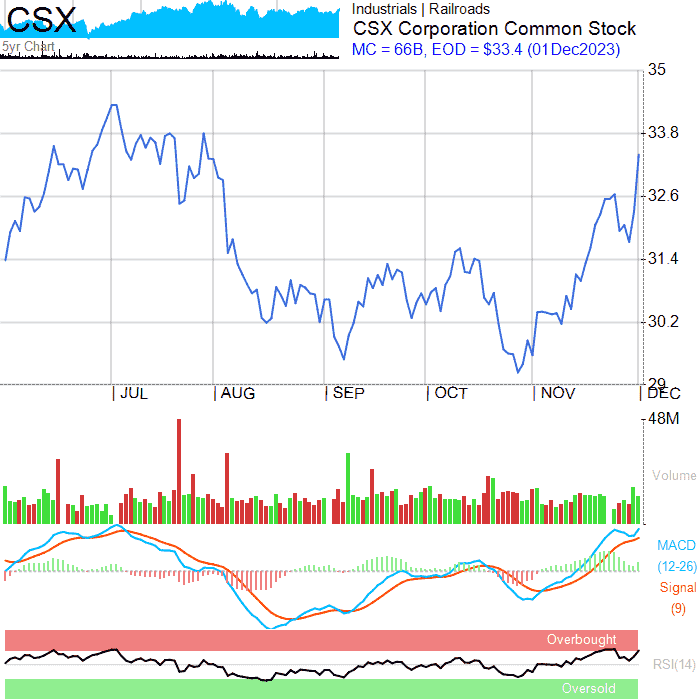 CSX
5yr Chart
Industrials | Railroads
CSX Corporation Common Stock
MC = 66B, EOD = $33.4 (01Dec2023)
35
33.8
32.6
31.4
30.2
29
| JUL | AUG | SEP | OCT | NOV | DEC
48M
Volume
MACD
(12-26)
Signal
(9)
Overbought
RSI(14)
Oversold